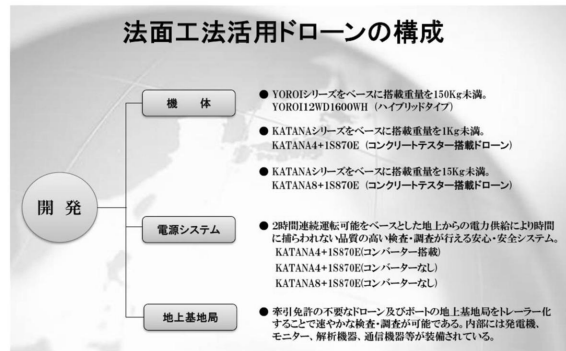 法面工法活用ドローンの構成
開 発
機 体
● YOROIシリーズをベースに搭載重量を150Kg未満。
YOROI12WD1600WH (ハイブリッドタイプ)
● KATANAシリーズをベースに搭載重量を1Kg未満。
KATANA4+1S870E (コンクリートテスター搭載ドローン)
● KATANAシリーズをベースに搭載重量を15Kg未満。
KATANA8+1S870E (コンクリートテスター搭載ドローン)
電源システム
● 2時間連続運転可能をベースとした地上からの電力供給により時間
に捕らわれない品質の高い検査・調査が行える安心・安全システム。
KATANA4+1S870E(コンバーター搭載)
KATANA4+1S870E(コンバーターなし)
KATANA8+1S870E(コンバーターなし)
地上基地局
● 牽引免許の不要なドローン及びボートの地上基地局をトレーラー化
することで速やかな検査・調査が可能である。内部には発電機、
モニター、解析機器、通信機器等が装備されている。